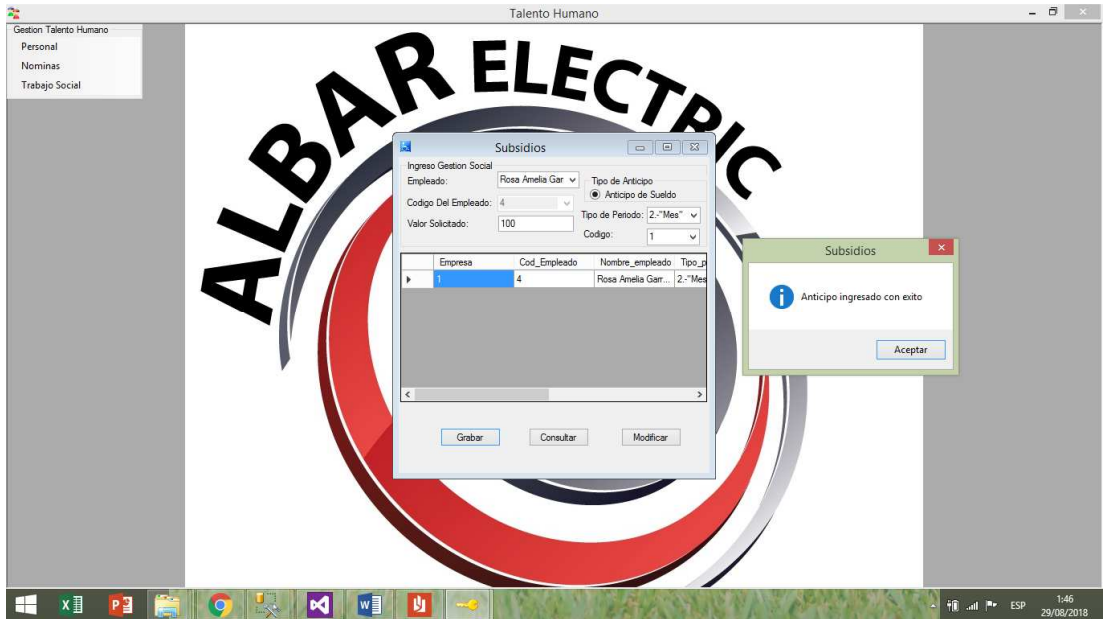 Talento Humano
Gestion Talento Humano
Personal
Nominas
Trabajo Social
ALBAR ELECTRIC
Subsidios
Ingreso Gestion Social
Empleado: Rosa Amelia Gar
Tipo de Anticipo
Anticipo de Sueldo
Codigo Del Empleado: 4
Tipo de Periodo: 2.-"Mes"
Valor Solicitado: 100
Codigo: 1
Empresa Cod_Empleado Nombre_empleado Tipo_p
1 4 Rosa Amelia Garr... 2.-"Mes
Grabar Consultar Modificar
Subsidios
Anticipo ingresado con exito
Aceptar
ESP
1:46
29/08/2018